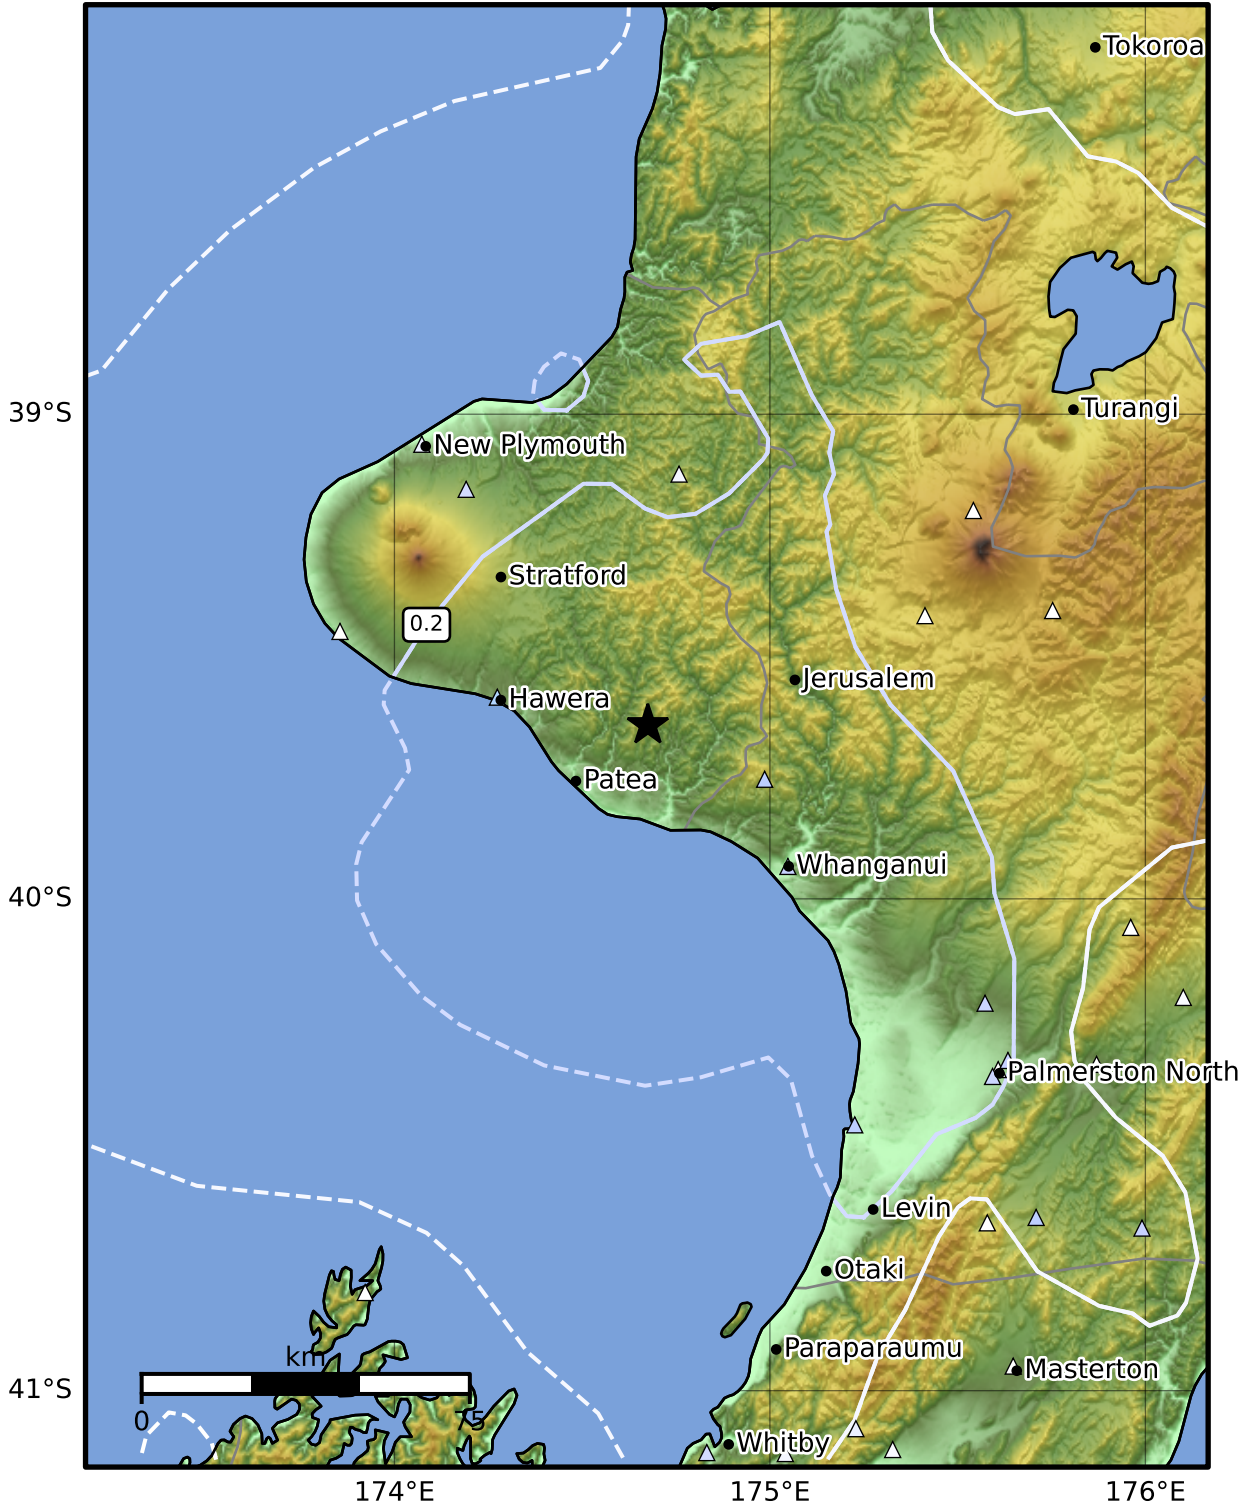 Tokoroa
39°S
Turangi
New Plymouth
Stratford
0.2
Jerusalem
Hawera
Patea
Whanganui
40°S
Palmerston North
Levin
Otaki
Paraparaumu
km
Masterton
41°S
0
75
Whitby
174°E
175°E
176°E